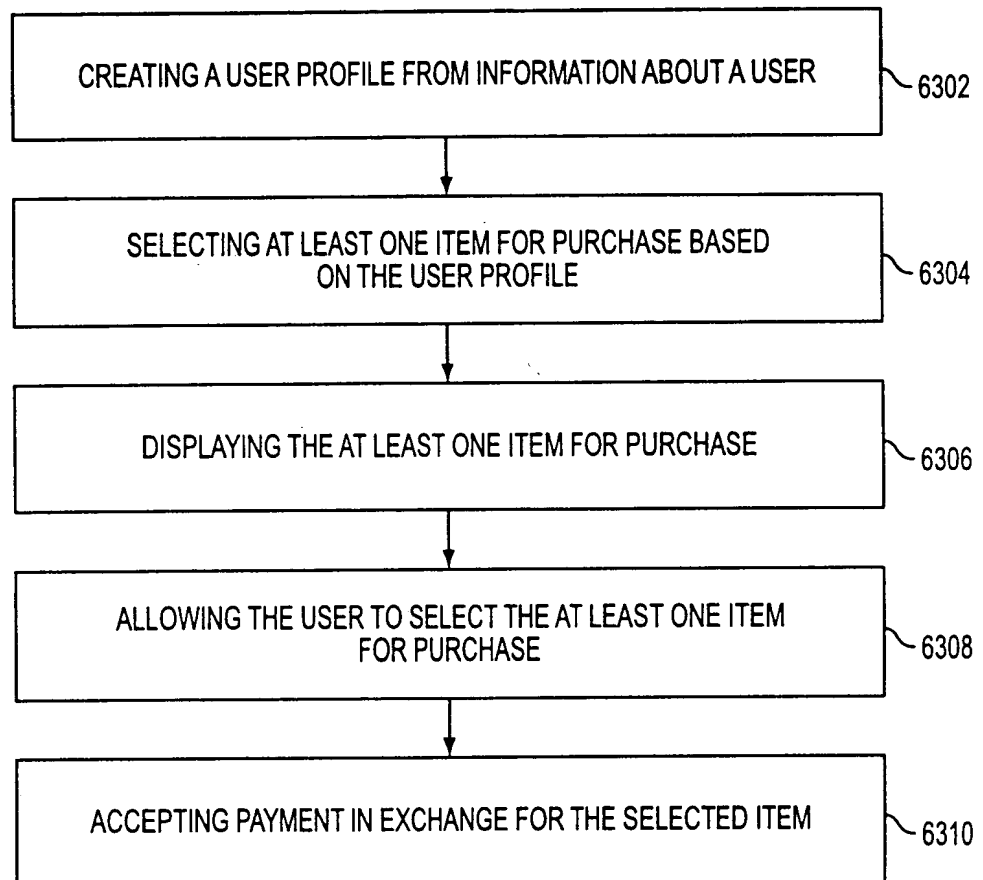 CREATING A USER PROFILE FROM INFORMATION ABOUT A USER
6302
SELECTING AT LEAST ONE ITEM FOR PURCHASE BASED
ON THE USER PROFILE
6304
DISPLAYING THE AT LEAST ONE ITEM FOR PURCHASE
6306
ALLOWING THE USER TO SELECT THE AT LEAST ONE ITEM
FOR PURCHASE
6308
ACCEPTING PAYMENT IN EXCHANGE FOR THE SELECTED ITEM
6310